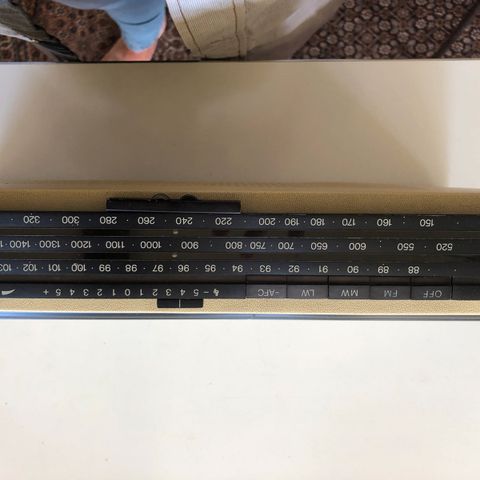 OFF FM MW LW -AFC - 5 4 3 2 1 0 1 2 3 4 5 +
88 · 89 · 90 · 91 · 92 · 93 · 94 · 95 · 96 · 97 · 98 · 99 · 100 · 101 · 102 · 103
520 · 550 · 600 · 650 · 700 · 750 · 800 · 900 · 1000 · 1100 · 1200 · 1300 · 1400
150 · 160 · 170 · 180 · 190 · 200 · 220 · 240 · 260 · 280 · 300 · 320